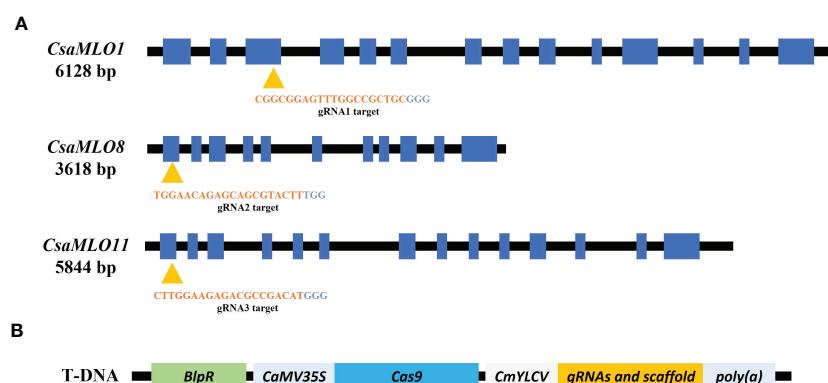 A
CsaMLO1
6128 bp
CGGCGGAGTTTGGCCGCTGCGGG
gRNA1 target
CsaMLO8
3618 bp
TGGAACAGAGCAGCGTACTTTGG
gRNA2 target
CsaMLO11
5844 bp
CTTGGAAGAGACGCCGACATGGG
gRNA3 target
B
T-DNA BlpR CaMV35S Cas9 CmYLCV gRNAs and scaffold poly(a)